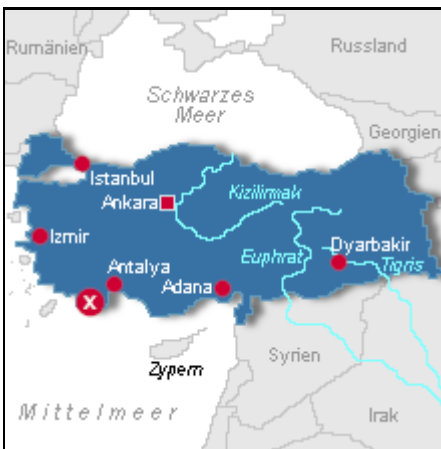 Rumänien
Russland
Schwarzes
Meer
Georgien
Istanbul
Kizilirmak
Ankara
Izmir
Euphrat
Dyarbakir
Tigris
Antalya
Adana
X
Zypern
Syrien
Mittelmeer
Irak